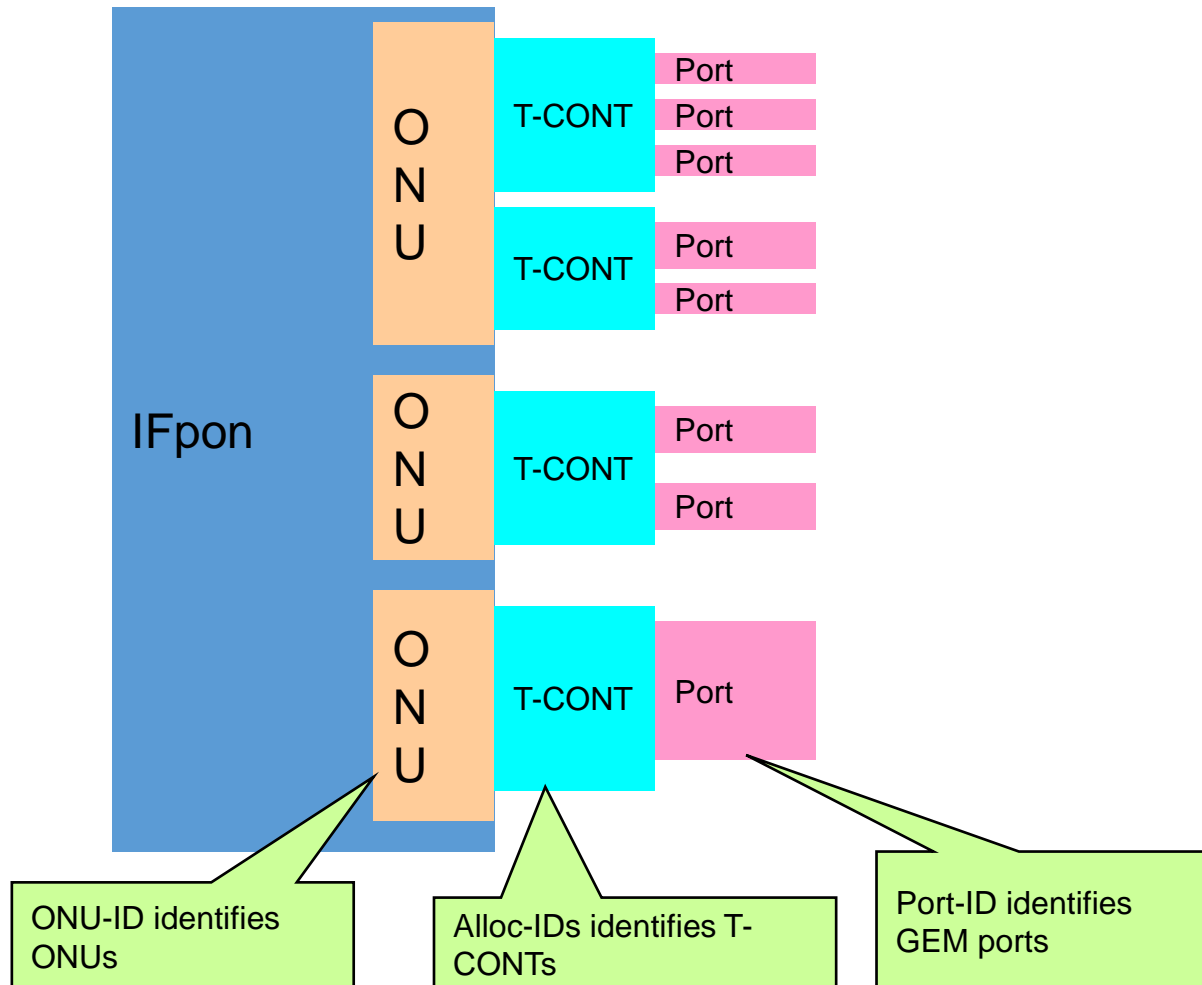 O
N
U
T-CONT
Port
Port
Port
T-CONT
Port
Port
IFpon
O
N
U
T-CONT
Port
Port
O
N
U
T-CONT
Port
ONU-ID identifies
ONUs
Alloc-IDs identifies T-
CONTs
Port-ID identifies
GEM ports